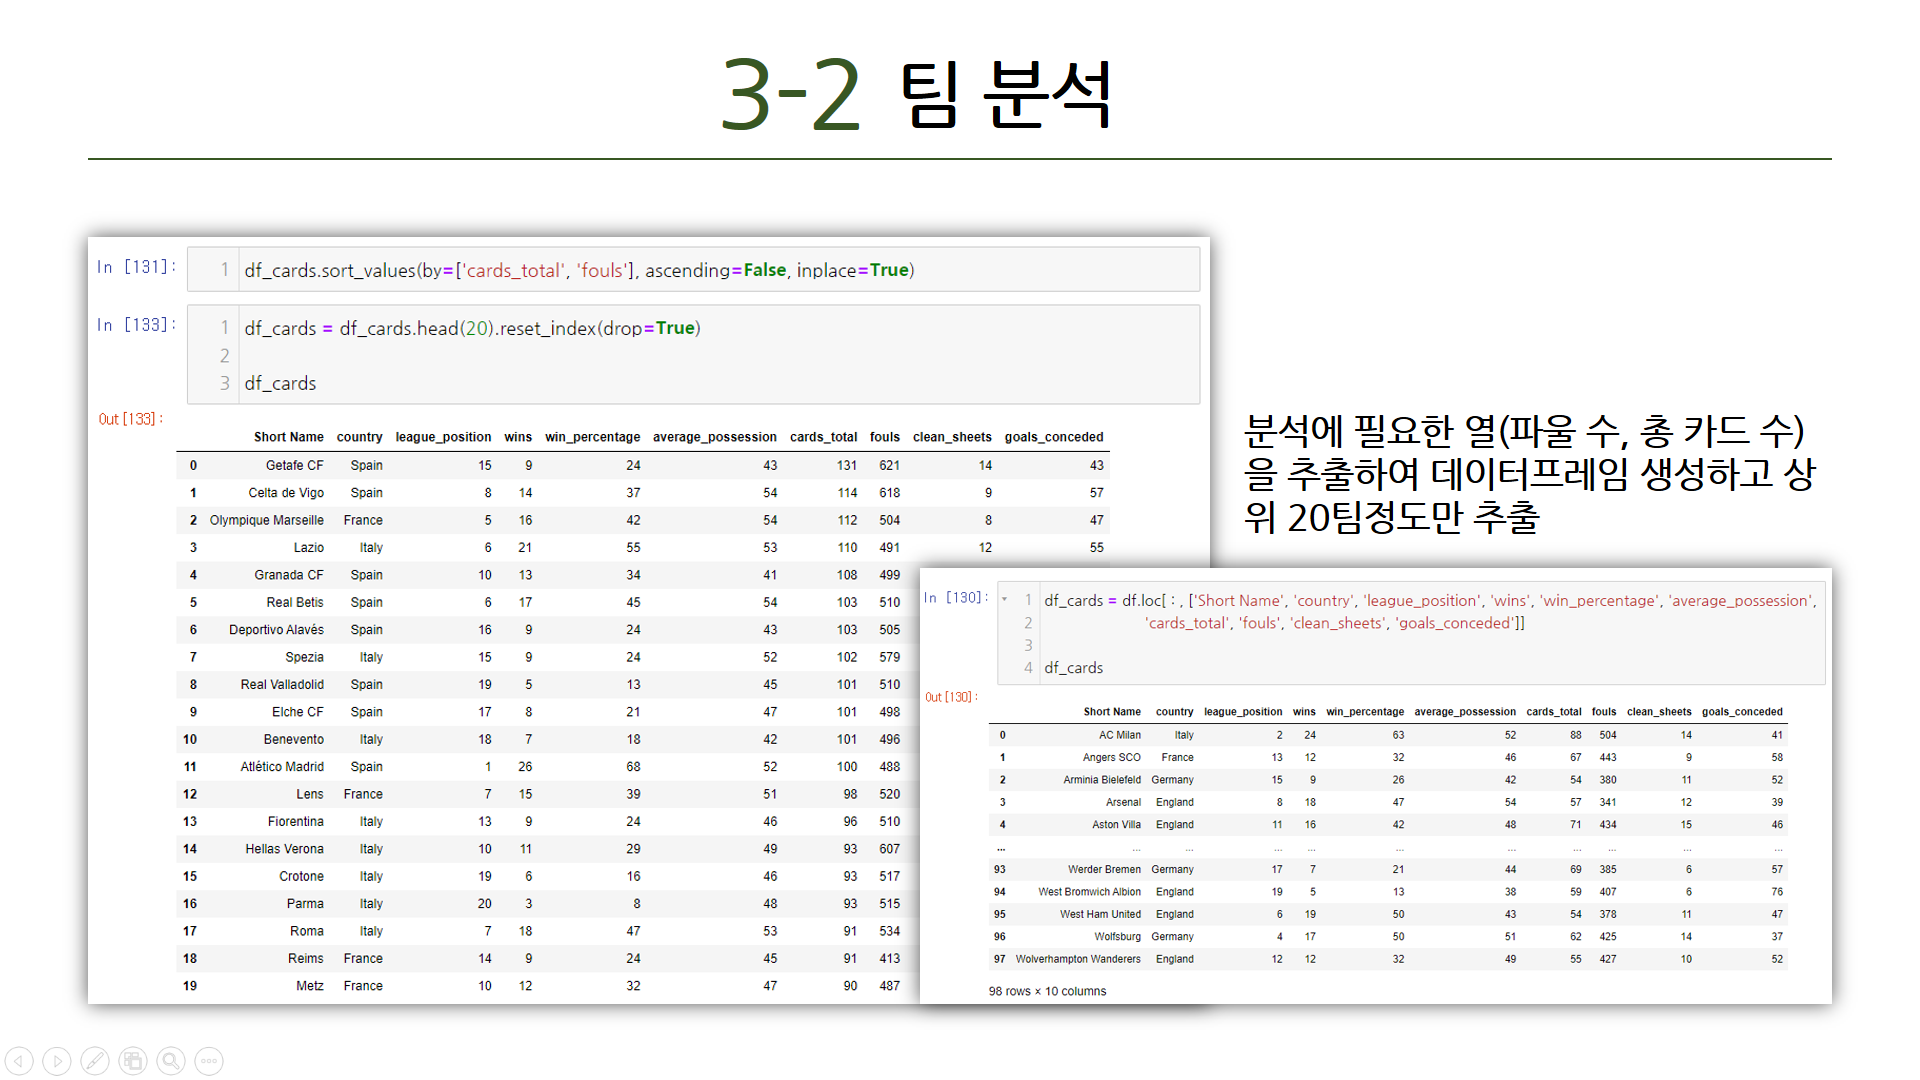 3-2 팀 분석
In [131]:
1 df_cards.sort_values(by=['cards_total', 'fouls'], ascending=False, inplace=True)
In [133]:
1 df_cards = df_cards.head(20).reset_index(drop=True)
2
3 df_cards
Out[133]:
Short Name country league_position wins win_percentage average_possession cards_total fouls clean_sheets goals_conceded
0 Getafe CF Spain 15 9 24 43 131 621 14 43
1 Celta de Vigo Spain 8 14 37 54 114 618 9 57
2 Olympique Marseille France 5 16 42 54 112 504 8 47
3 Lazio Italy 6 21 55 53 110 491 12 55
4 Granada CF Spain 10 13 34 41 108 499
5 Real Betis Spain 6 17 45 54 103 510
6 Deportivo Alavés Spain 16 9 24 43 103 505
7 Spezia Italy 15 9 24 52 102 579
8 Real Valladolid Spain 19 5 13 45 101 510
9 Elche CF Spain 17 8 21 47 101 498
10 Benevento Italy 18 7 18 42 101 496
11 Atlético Madrid Spain 1 26 68 52 100 488
12 Lens France 7 15 39 51 98 520
13 Fiorentina Italy 13 9 24 46 96 510
14 Hellas Verona Italy 10 11 29 49 93 607
15 Crotone Italy 19 6 16 46 93 517
16 Parma Italy 20 3 8 48 93 515
17 Roma Italy 7 18 47 53 91 534
18 Reims France 14 9 24 45 91 413
19 Metz France 10 12 32 47 90 487
분석에 필요한 열(파울 수, 총 카드 수)
을 추출하여 데이터프레임 생성하고 상
위 20팀정도만 추출
In [130]:
1 df_cards = df.loc[ : , ['Short Name', 'country', 'league_position', 'wins', 'win_percentage', 'average_possession',
2 'cards_total', 'fouls', 'clean_sheets', 'goals_conceded']]
3
4 df_cards
Out[130]:
Short Name country league_position wins win_percentage average_possession cards_total fouls clean_sheets goals_conceded
0 AC Milan Italy 2 24 63 52 88 504 14 41
1 Angers SCO France 13 12 32 46 67 443 9 58
2 Arminia Bielefeld Germany 15 9 26 42 54 380 11 52
3 Arsenal England 8 18 47 54 57 341 12 39
4 Aston Villa England 11 16 42 48 71 434 15 46
... ... ... ... ... ... ... ... ... ... ...
93 Werder Bremen Germany 17 7 21 44 69 385 6 57
94 West Bromwich Albion England 19 5 13 38 59 407 6 76
95 West Ham United England 6 19 50 43 54 378 11 47
96 Wolfsburg Germany 4 17 50 51 62 425 14 37
97 Wolverhampton Wanderers England 12 12 32 49 55 427 10 52
98 rows × 10 columns